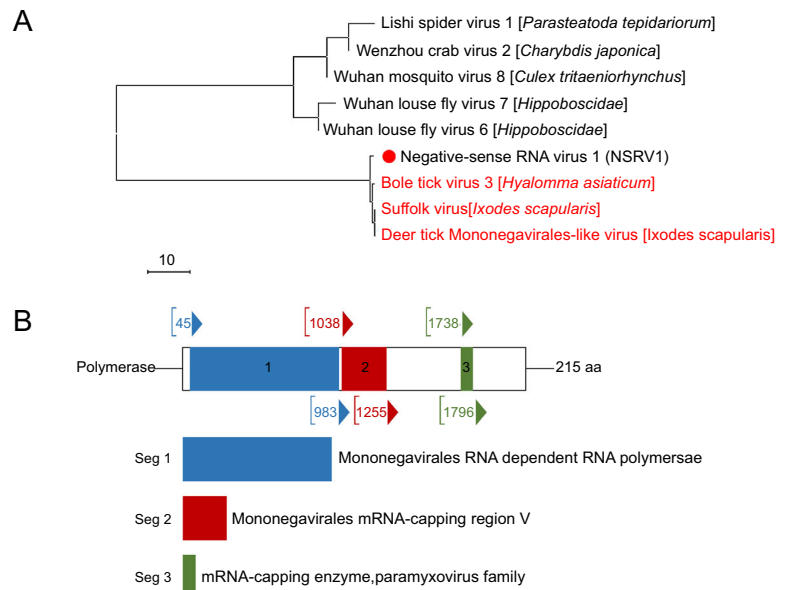 A
Lishi spider virus 1 [Parasteatoda tepidariorum]
Wenzhou crab virus 2 [Charybdis japonica]
Wuhan mosquito virus 8 [Culex tritaeniorhynchus]
Wuhan louse fly virus 7 [Hippoboscidae]
Wuhan louse fly virus 6 [Hippoboscidae]
Negative-sense RNA virus 1 (NSRV1)
Bole tick virus 3 [Hyalomma asiaticum]
Suffolk virus[Ixodes scapularis]
Deer tick Mononegavirales-like virus [Ixodes scapularis]
10
B
45 1038 1738
Polymerase 1 2 3 215 aa
983 1255 1796
Seg 1 Mononegavirales RNA dependent RNA polymersae
Seg 2 Mononegavirales mRNA-capping region V
Seg 3 mRNA-capping enzyme,paramyxovirus family